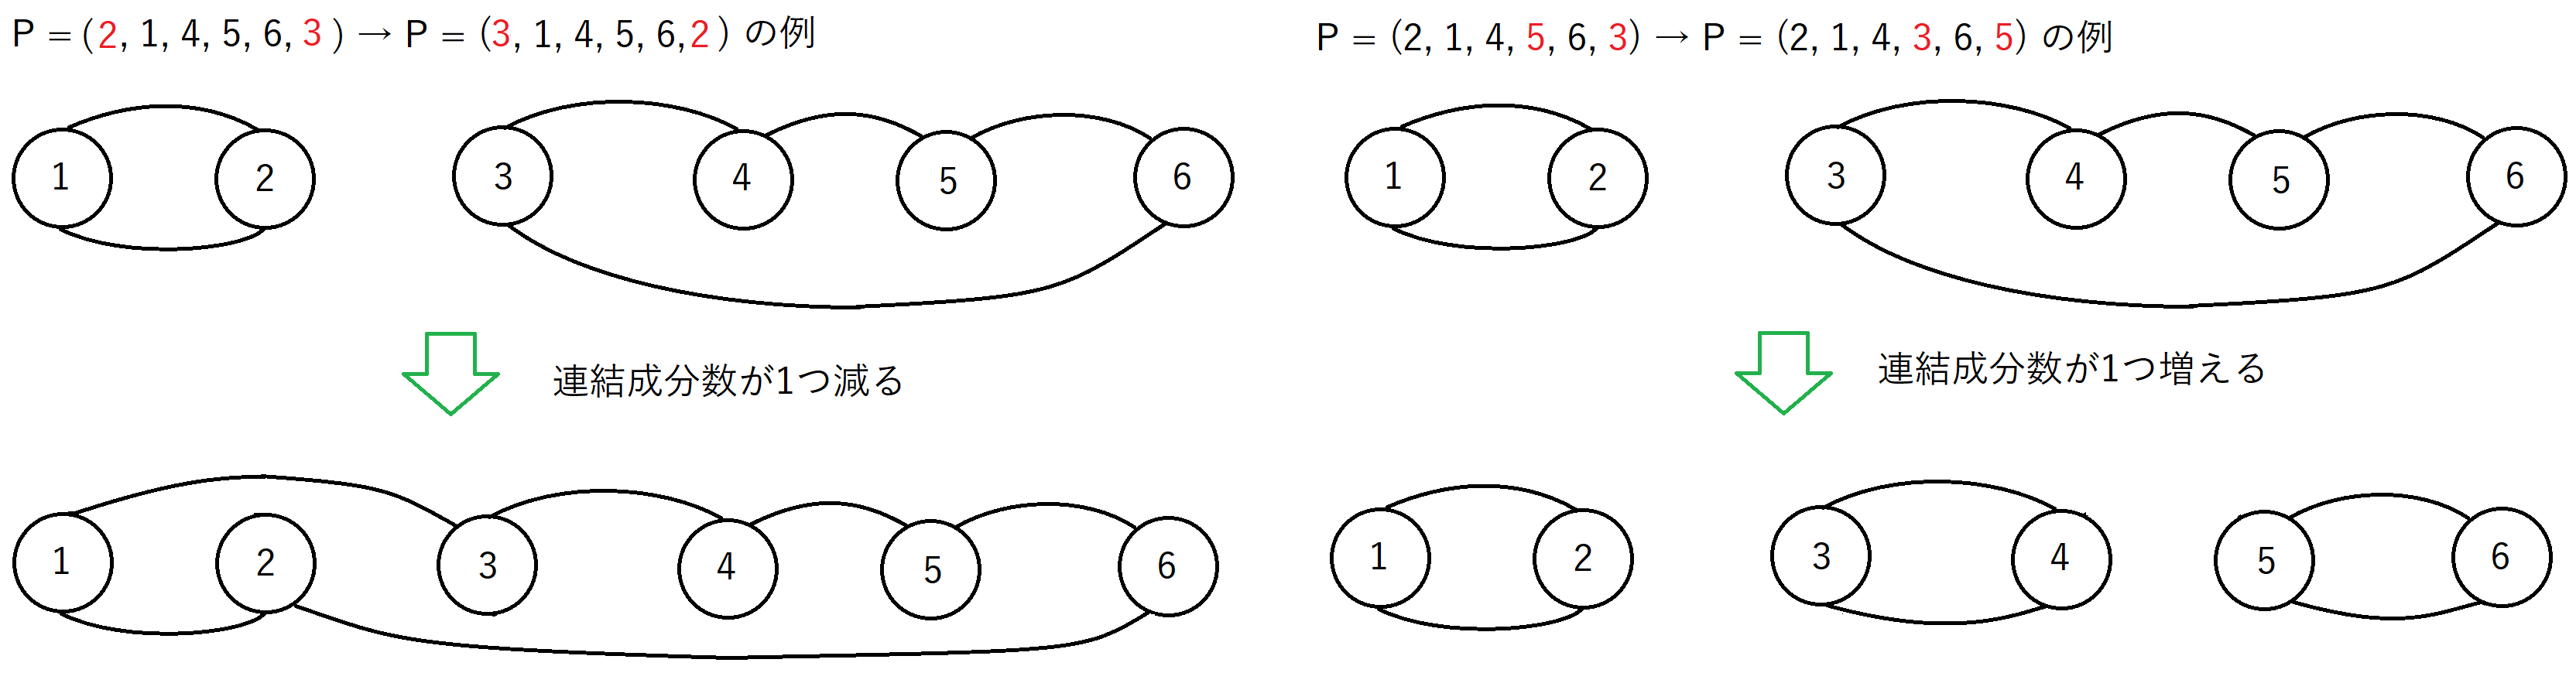 P = (2, 1, 4, 5, 6, 3 ) → P = (3, 1, 4, 5, 6,2 ) の例
1 2 3 4 5 6
連結成分数が1つ減る
1 2 3 4 5 6
P = (2, 1, 4, 5, 6, 3) → P = (2, 1, 4, 3, 6, 5) の例
1 2 3 4 5 6
連結成分数が1つ増える
1 2 3 4 5 6